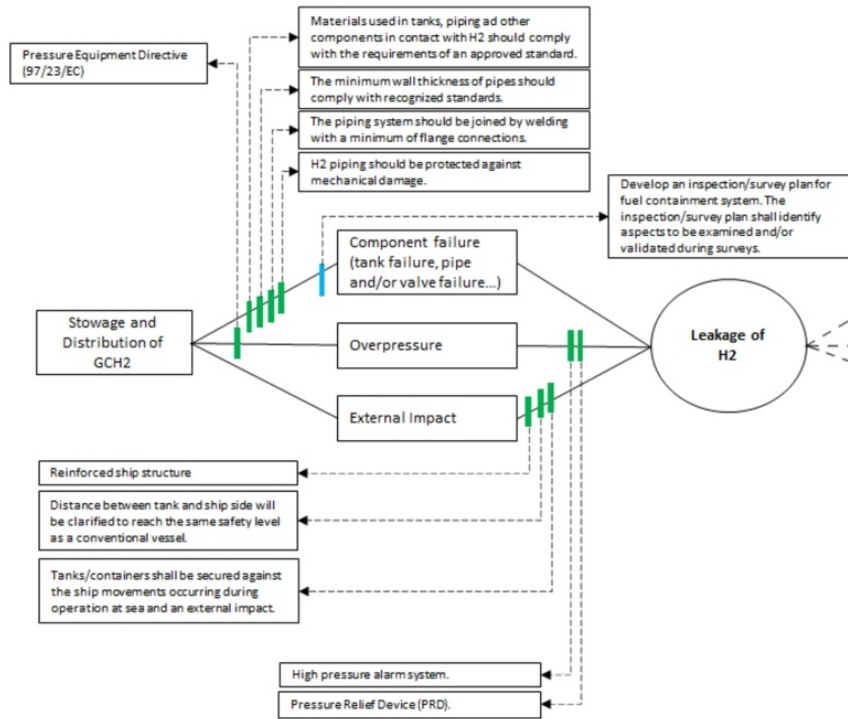 Materials used in tanks, piping ad other
components in contact with H2 should comply
with the requirements of an approved standard.
Pressure Equipment Directive
(97/23/EC)
The minimum wall thickness of pipes should
comply with recognized standards.
The piping system should be joined by welding
with a minimum of flange connections.
H2 piping should be protected against
mechanical damage.
Develop an inspection/survey plan for
fuel containment system. The
inspection/survey plan shall identify
aspects to be examined and/or
validated during surveys.
Component failure
(tank failure, pipe
and/or valve failure...)
Stowage and
Distribution of
GCH2
Overpressure
Leakage of
H2
External Impact
Reinforced ship structure
Distance between tank and ship side will
be clarified to reach the same safety level
as a conventional vessel.
Tanks/containers shall be secured against
the ship movements occurring during
operation at sea and an external impact.
High pressure alarm system.
Pressure Relief Device (PRD).